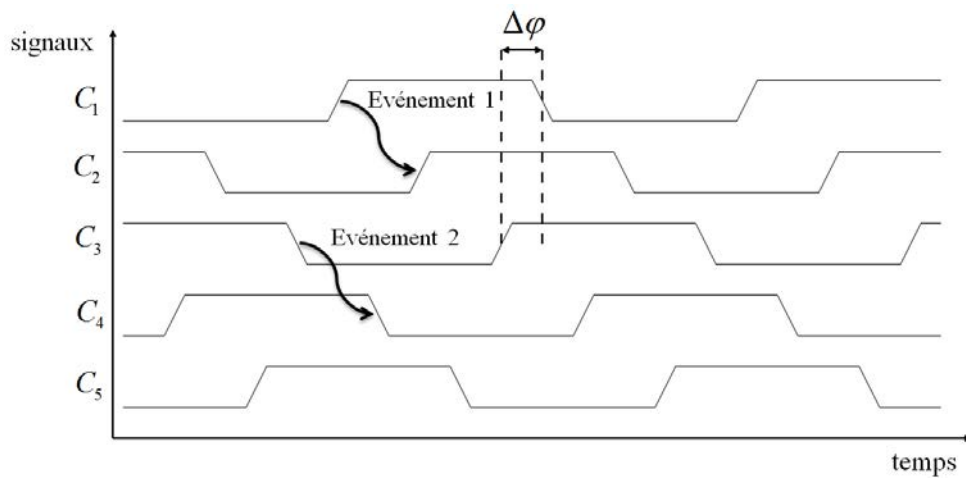 Δφ
signaux
C₁
Evénement 1
C₂
C₃
Evénement 2
C₄
C₅
temps